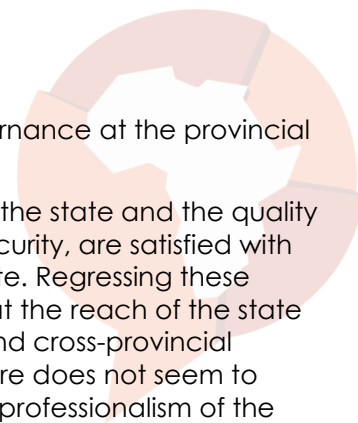 rnance at the provincial
the state and the quality
curity, are satisfied with
te. Regressing these
at the reach of the state
nd cross-provincial
re does not seem to
professionalism of the